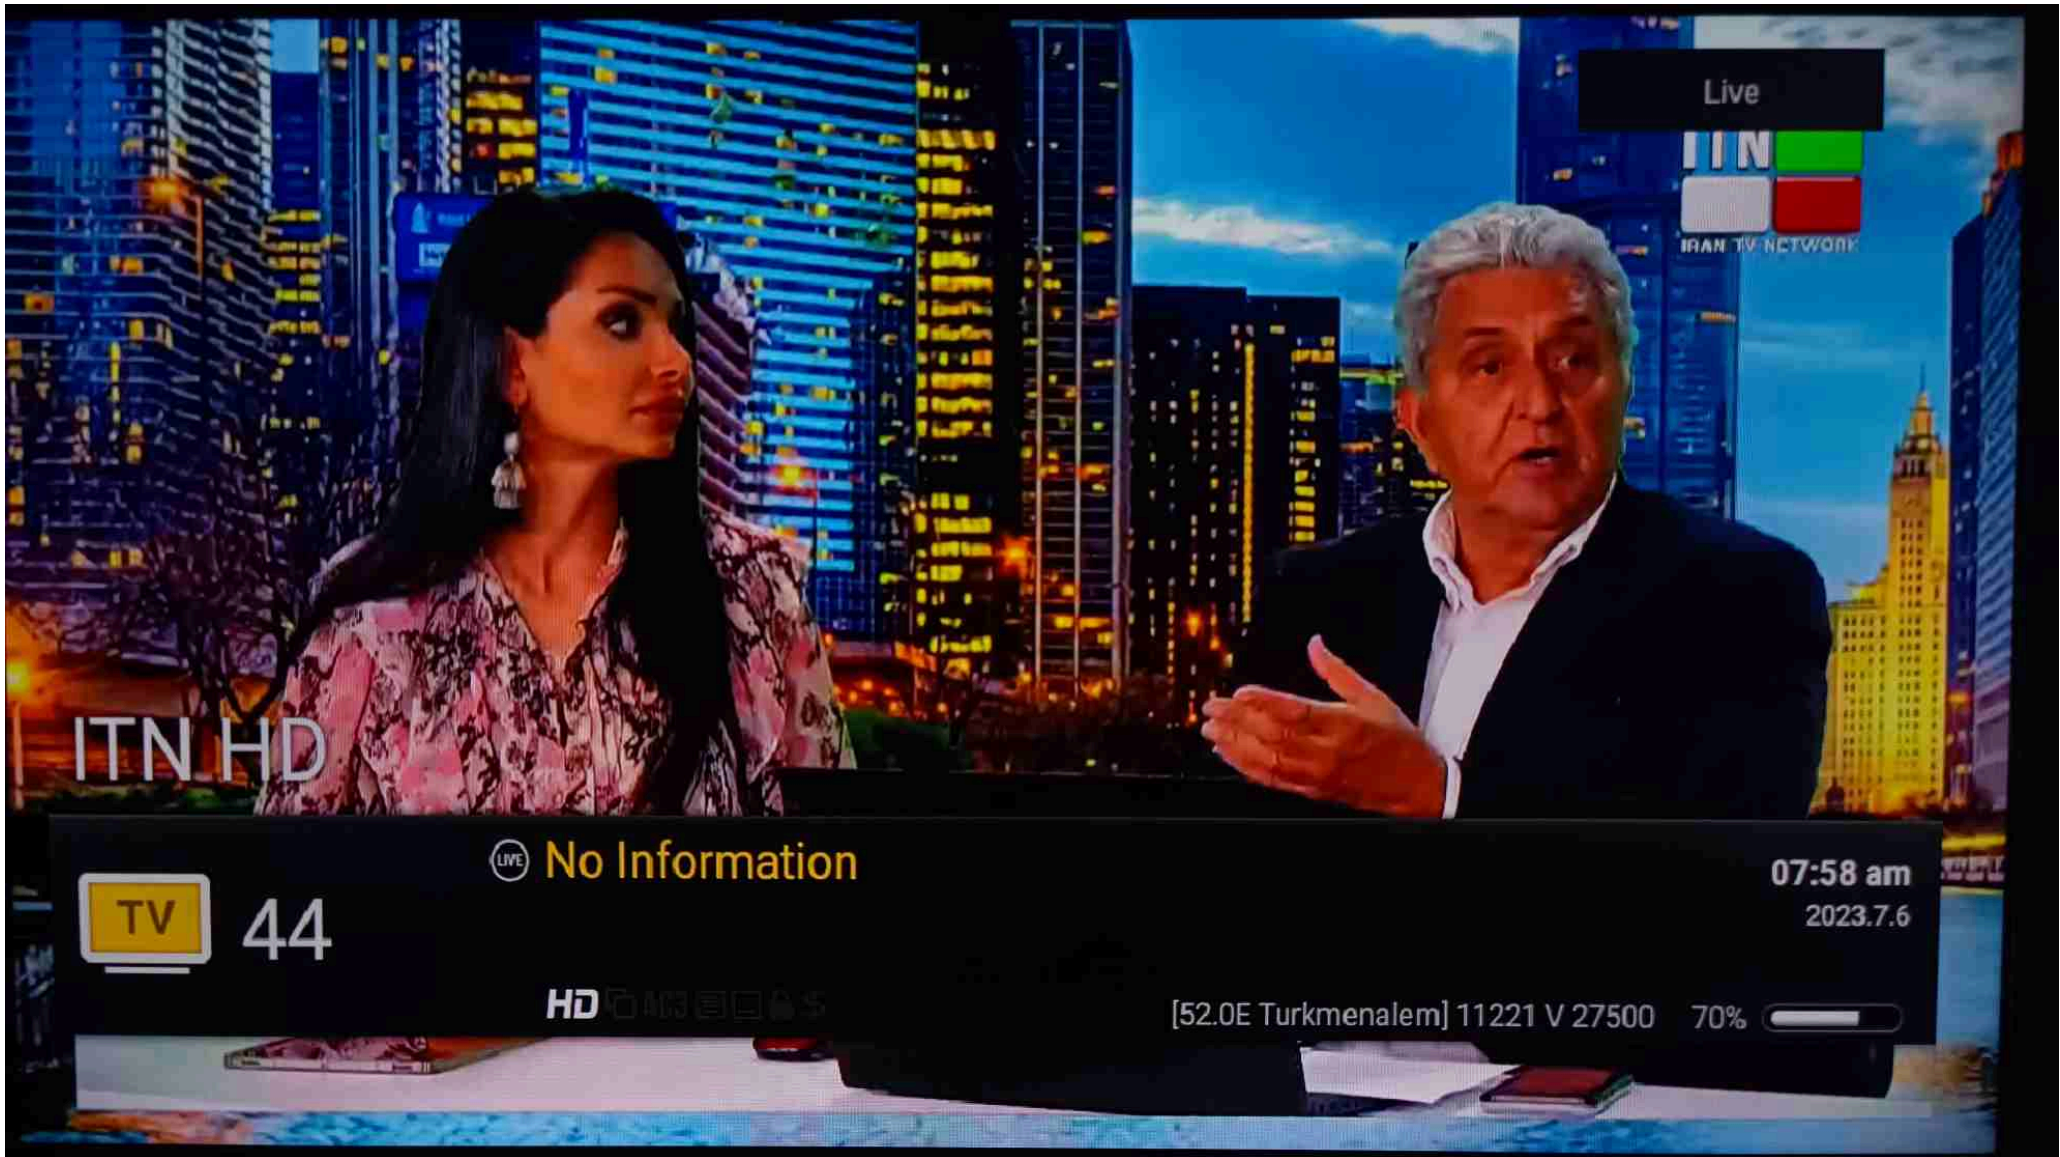 Live
ITN
IRAN TV NETWORK
ITN HD
LIVE No Information
07:58 am
TV 44
2023.7.6
HD
[52.0E Turkmenalem] 11221 V 27500 70%